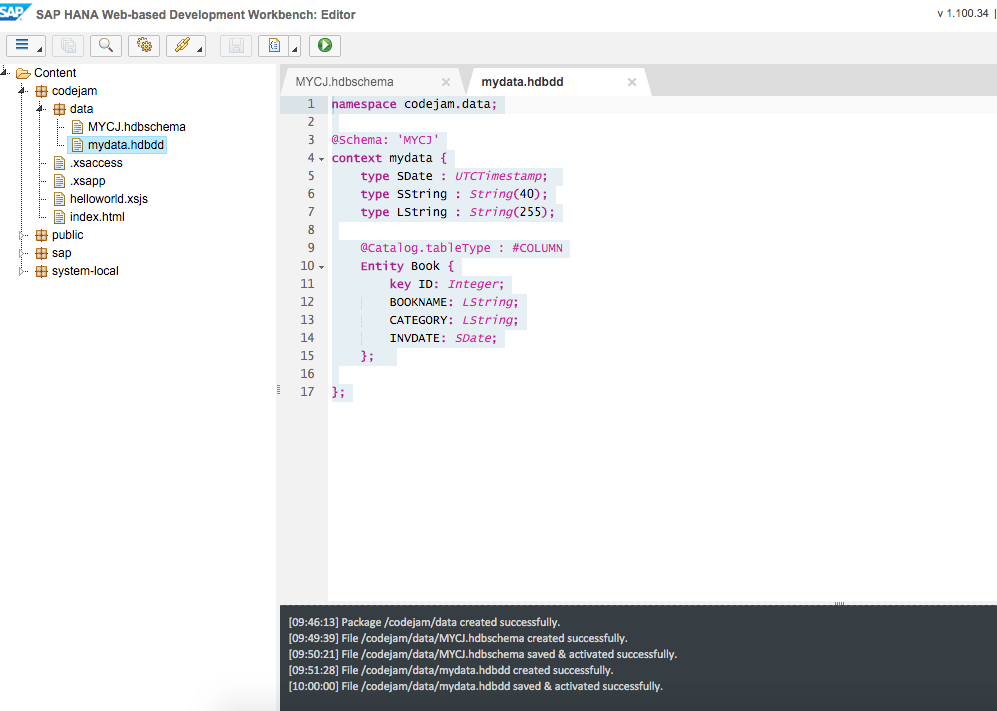 SAP SAP HANA Web-based Development Workbench: Editor
v 1.100.34 |
Content
codejam
data
MYCJ.hdbschema
mydata.hdbdd
.xsaccess
.xsapp
helloworld.xsjs
index.html
public
sap
system-local
MYCJ.hdbschema × mydata.hdbdd ×
1 namespace codejam.data;
2
3 @Schema: 'MYCJ'
4 context mydata {
5 type SDate : UTCTimestamp;
6 type SString : String(40);
7 type LString : String(255);
8
9 @Catalog.tableType : #COLUMN
10 Entity Book {
11 key ID: Integer;
12 BOOKNAME: LString;
13 CATEGORY: LString;
14 INVDATE: SDate;
15 };
16
17 };
[09:46:13] Package /codejam/data created successfully.
[09:49:39] File /codejam/data/MYCJ.hdbschema created successfully.
[09:50:21] File /codejam/data/MYCJ.hdbschema saved & activated successfully.
[09:51:28] File /codejam/data/mydata.hdbdd created successfully.
[10:00:00] File /codejam/data/mydata.hdbdd saved & activated successfully.